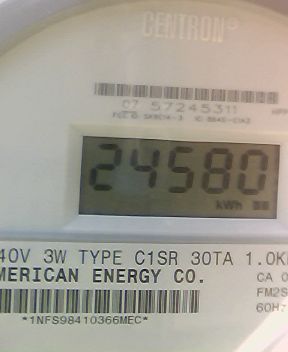 CENTRON®
07 57245311
24580
kWh
40V 3W TYPE C1SR 30TA 1.0K
MERICAN ENERGY CO.
CA 0
FM2S
60Hz
*1NFS98410366MEC*